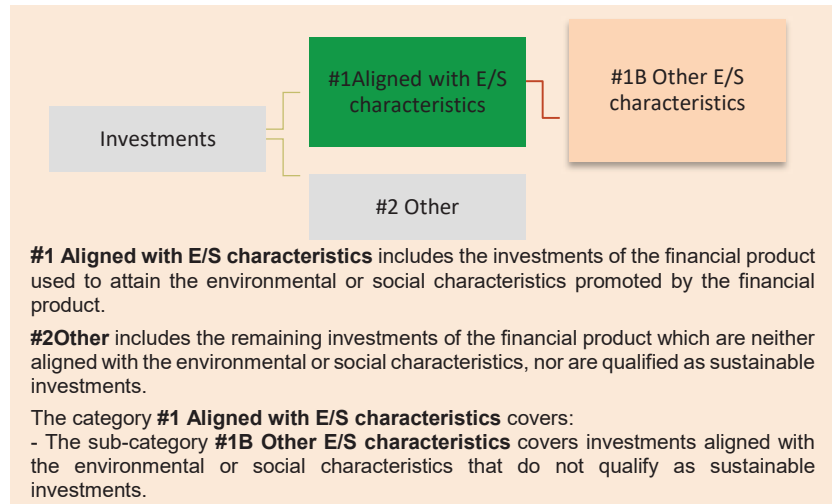 #1Aligned with E/S
characteristics
#1B Other E/S
characteristics
Investments
#2 Other
#1 Aligned with E/S characteristics includes the investments of the financial product
used to attain the environmental or social characteristics promoted by the financial
product.
#2Other includes the remaining investments of the financial product which are neither
aligned with the environmental or social characteristics, nor are qualified as sustainable
investments.
The category #1 Aligned with E/S characteristics covers:
- The sub-category #1B Other E/S characteristics covers investments aligned with
the environmental or social characteristics that do not qualify as sustainable
investments.